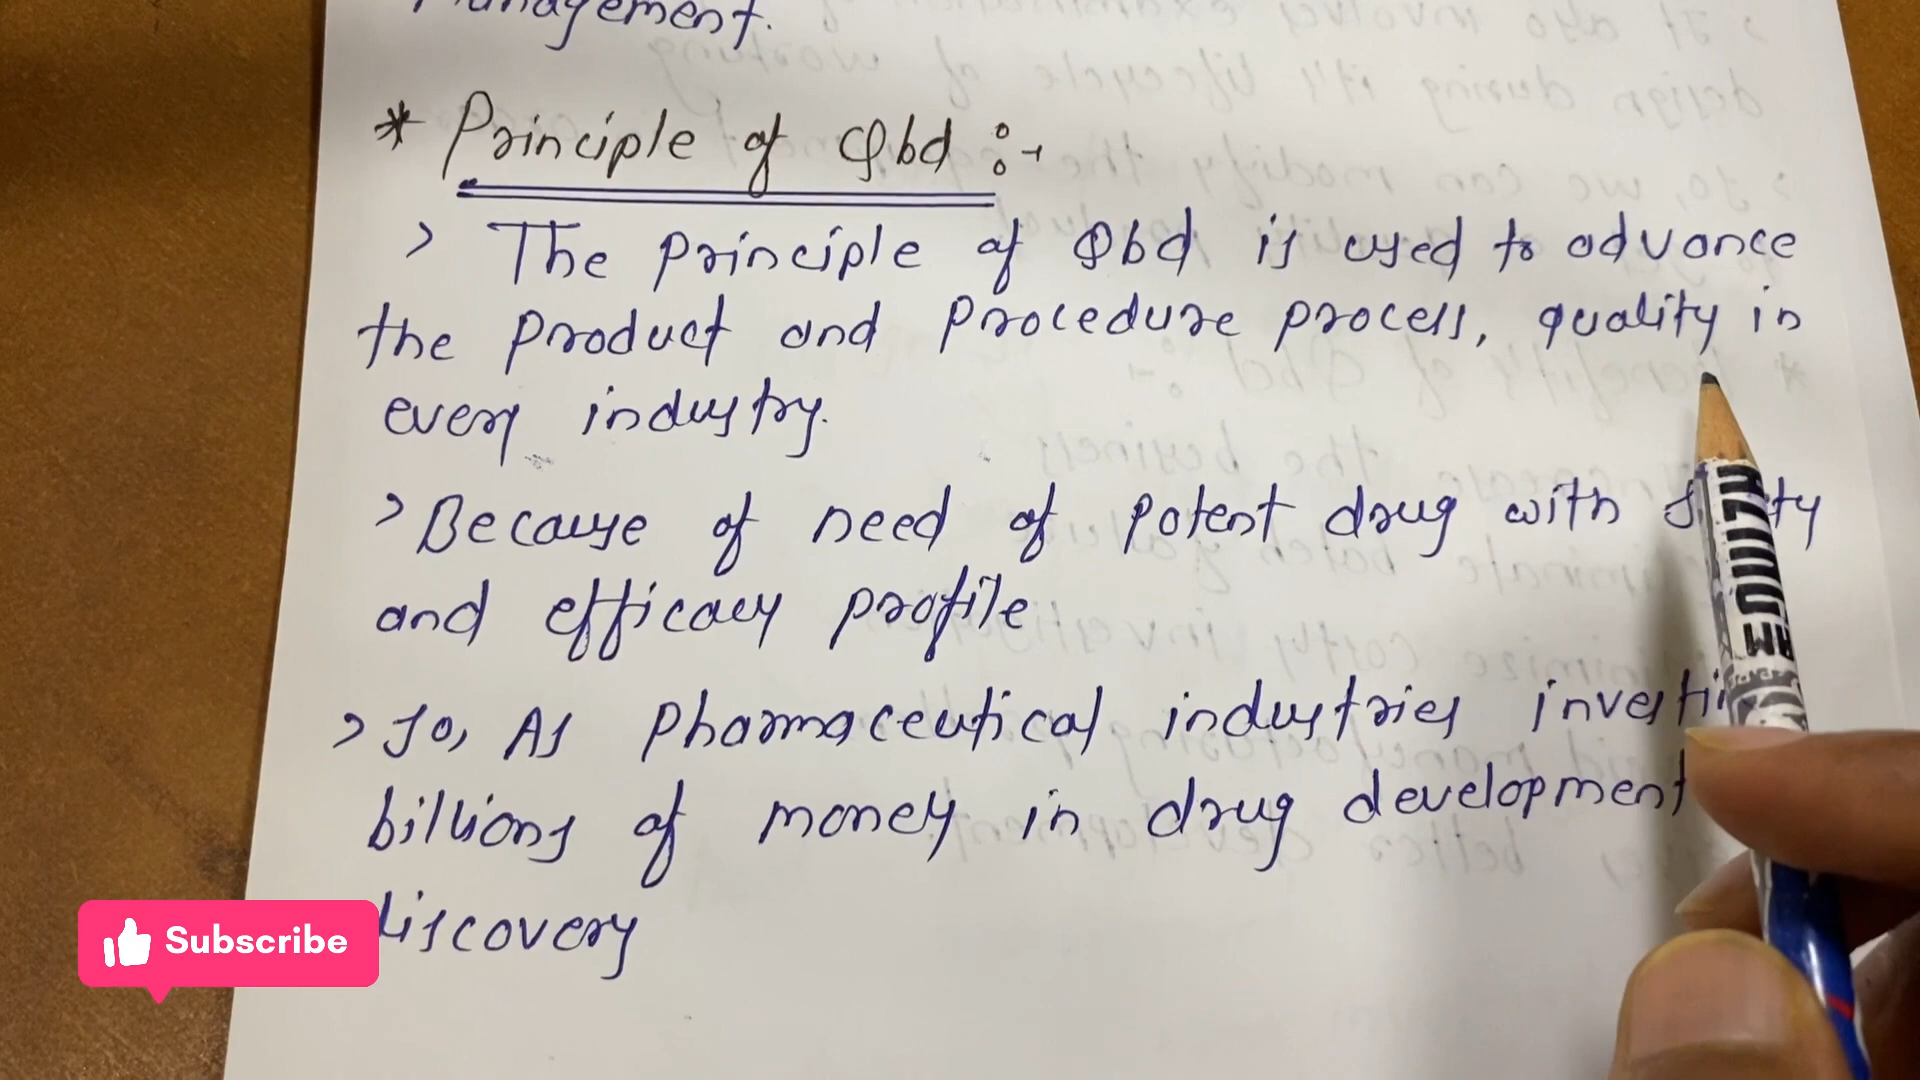 Management.
* Principle of Qbd :-
> The principle of Qbd is used to advance
the product and procedure process, quality in
every industry.
> Because of need of potent drug with
and efficacy profile
> So, As pharmaceutical industries
billions of money in drug development
discovery
Subscribe